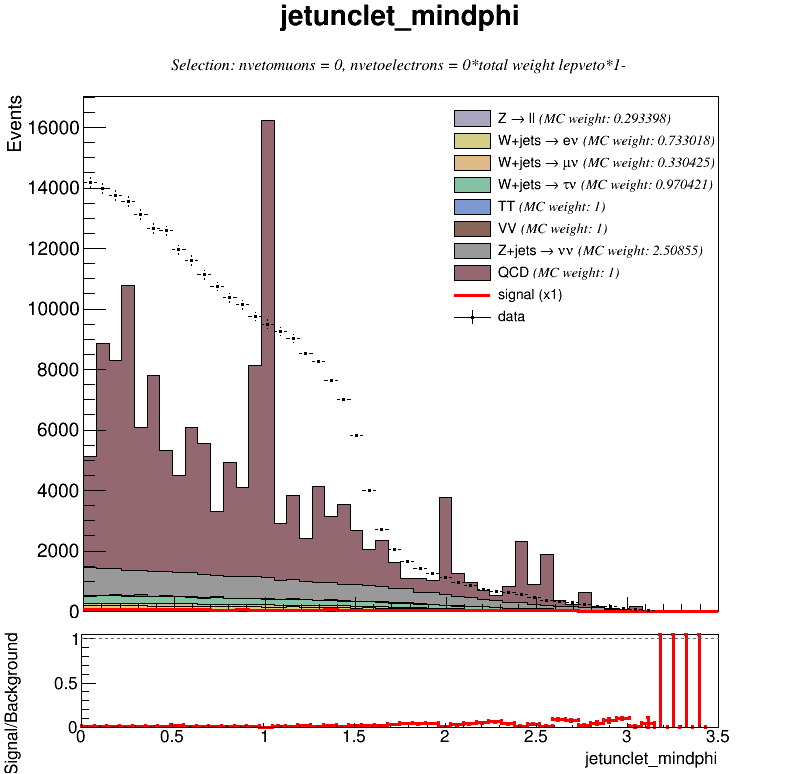 jetunclet_mindphi
Selection: nvetomuons = 0, nvetoelectrons = 0*total weight lepveto*1-
Events
16000
14000
12000
10000
8000
6000
4000
2000
0
Z → ll (MC weight: 0.293398)
W+jets → eν (MC weight: 0.733018)
W+jets → μν (MC weight: 0.330425)
W+jets → τν (MC weight: 0.970421)
TT (MC weight: 1)
VV (MC weight: 1)
Z+jets → νν (MC weight: 2.50855)
QCD (MC weight: 1)
signal (x1)
data
Signal/Background
1
0.5
0
0 0.5 1 1.5 2 2.5 3 3.5
jetunclet_mindphi